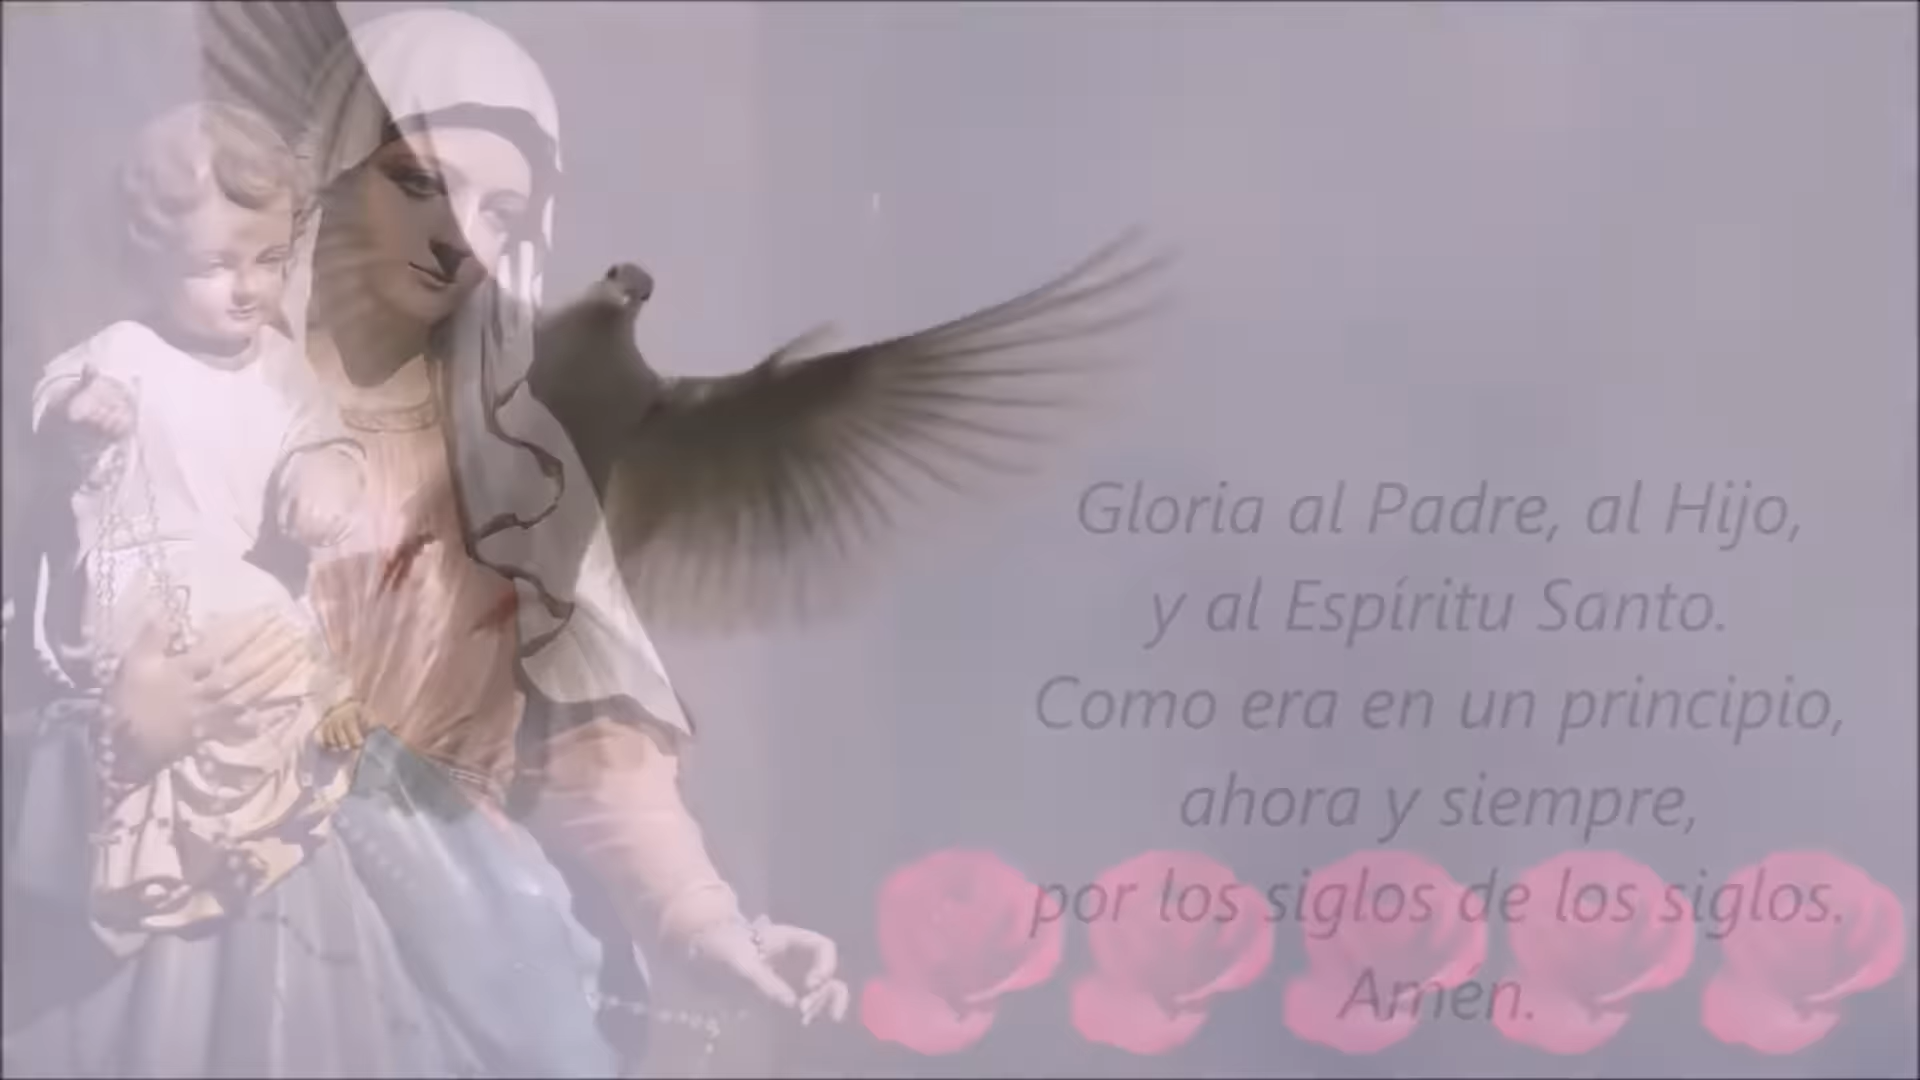 Gloria al Padre, al Hijo,
y al Espíritu Santo.
Como era en un principio,
ahora y siempre,
por los siglos de los siglos.
Amén.